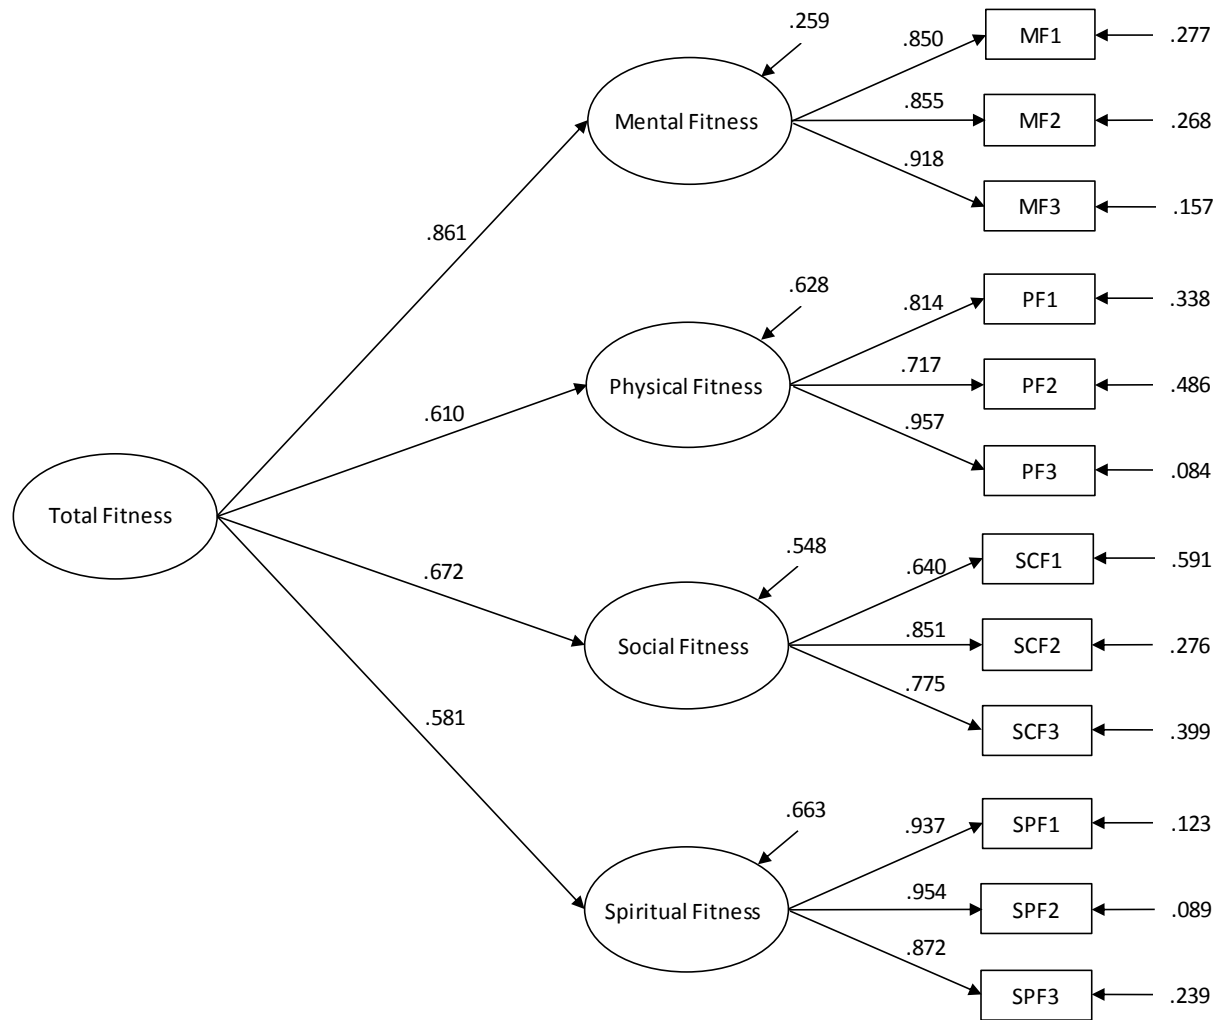 .259
.850
MF1
.277
Mental Fitness
.855
MF2
.268
.918
MF3
.157
.861
.628
.814
PF1
.338
Physical Fitness
.717
PF2
.486
.610
.957
PF3
.084
Total Fitness
.548
.640
SCF1
.591
.672
Social Fitness
.851
SCF2
.276
.775
SCF3
.399
.581
.663
.937
SPF1
.123
Spiritual Fitness
.954
SPF2
.089
.872
SPF3
.239